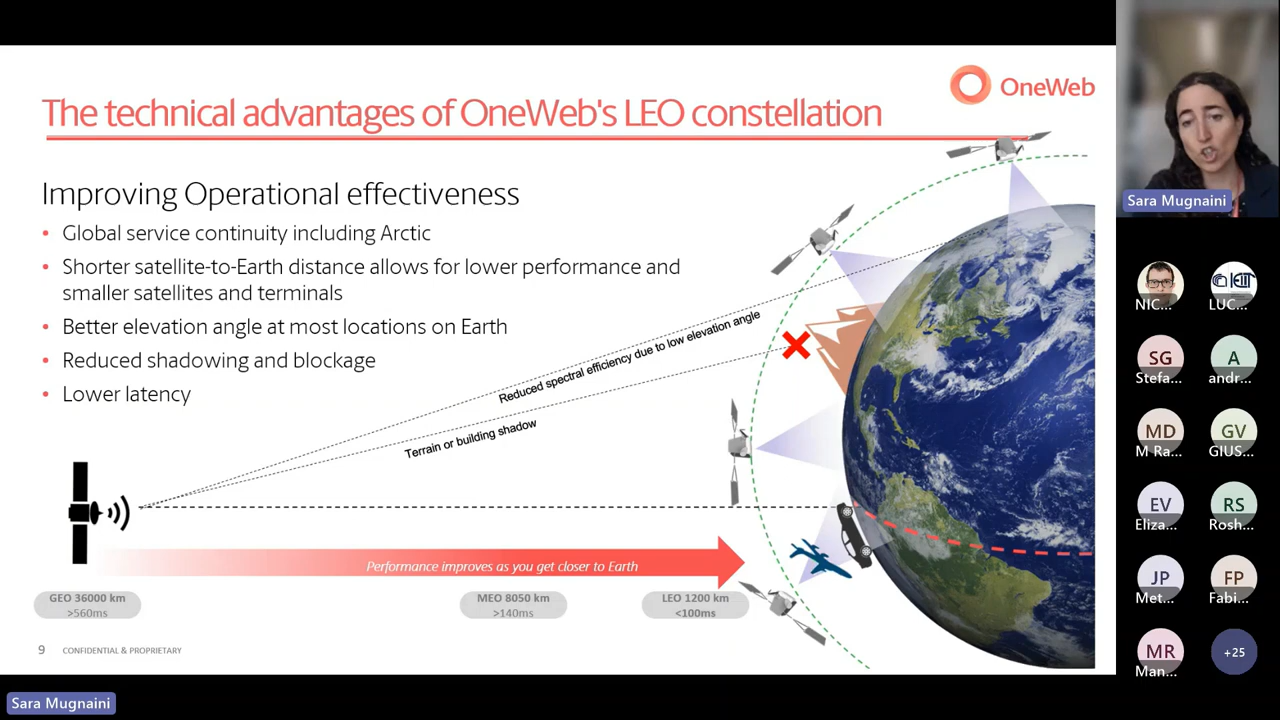 The technical advantages of OneWeb's LEO constellation
OneWeb
Improving Operational effectiveness
• Global service continuity including Arctic
• Shorter satellite-to-Earth distance allows for lower performance and
smaller satellites and terminals
• Better elevation angle at most locations on Earth
• Reduced shadowing and blockage
• Lower latency
Reduced spectral efficiency due to low elevation angle
Terrain or building shadow
Performance improves as you get closer to Earth
GEO 36000 km
>560ms
MEO 8050 km
>140ms
LEO 1200 km
<100ms
9 CONFIDENTIAL & PROPRIETARY
Sara Mugnaini
Sara Mugnaini
NIC...
LUC...
SG
Stefa...
A
andr...
MD
M Ra...
GV
GIUS...
EV
Eliza...
RS
Rosh...
JP
Met...
FP
Fabi...
MR
Man...
+25